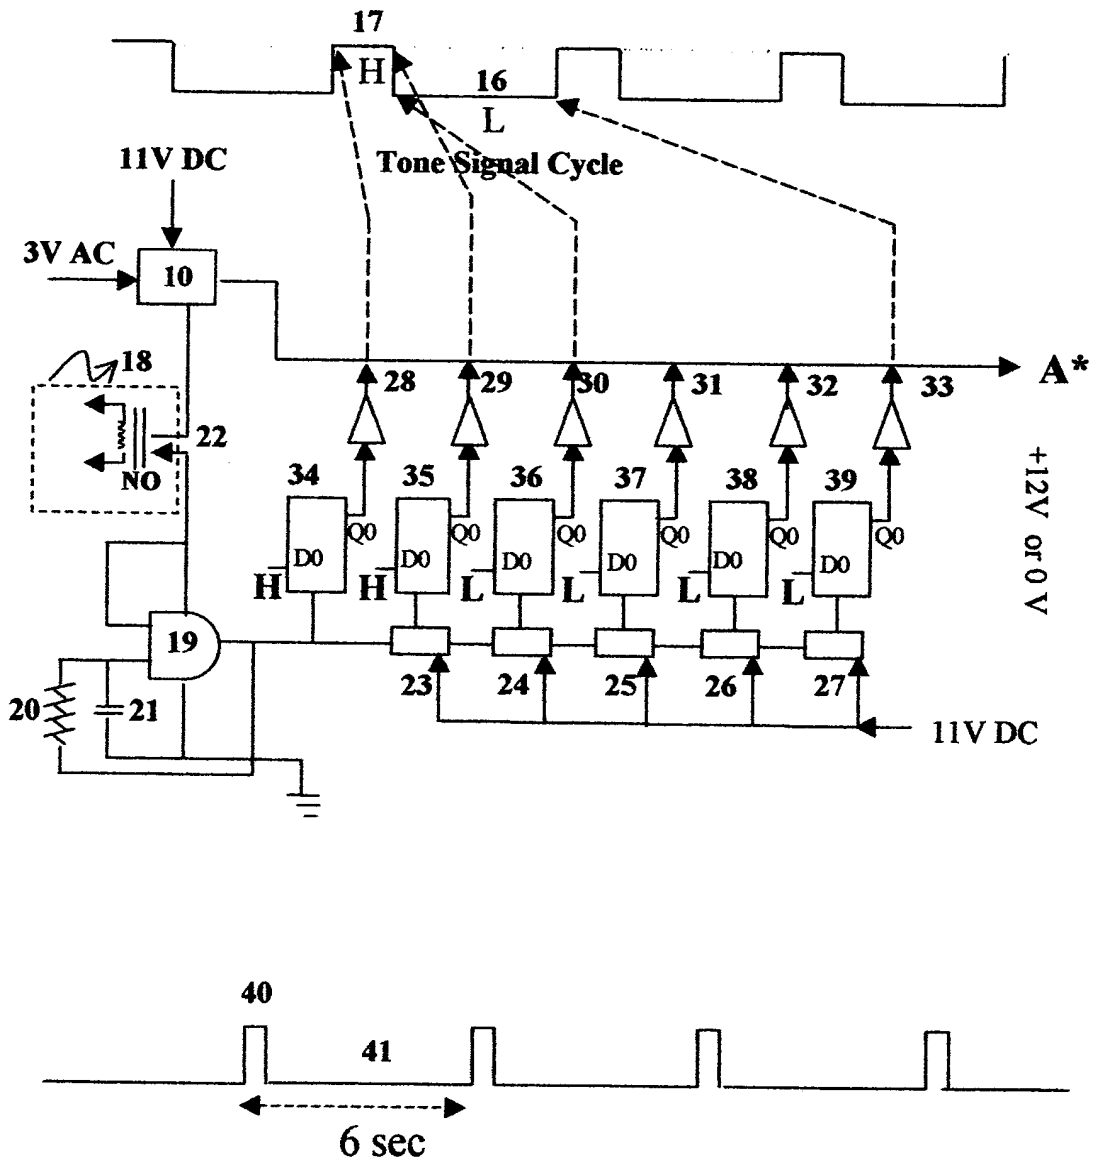 17
H
16
L
Tone Signal Cycle
11V DC
3V AC
10
A*
18
28
29
30
31
32
33
22
NO
34
35
36
37
38
39
+12V or 0 V
Q0
Q0
Q0
Q0
Q0
Q0
D0
D0
D0
D0
D0
D0
H
H
L
L
L
L
19
20
21
23
24
25
26
27
11V DC
40
41
6 sec